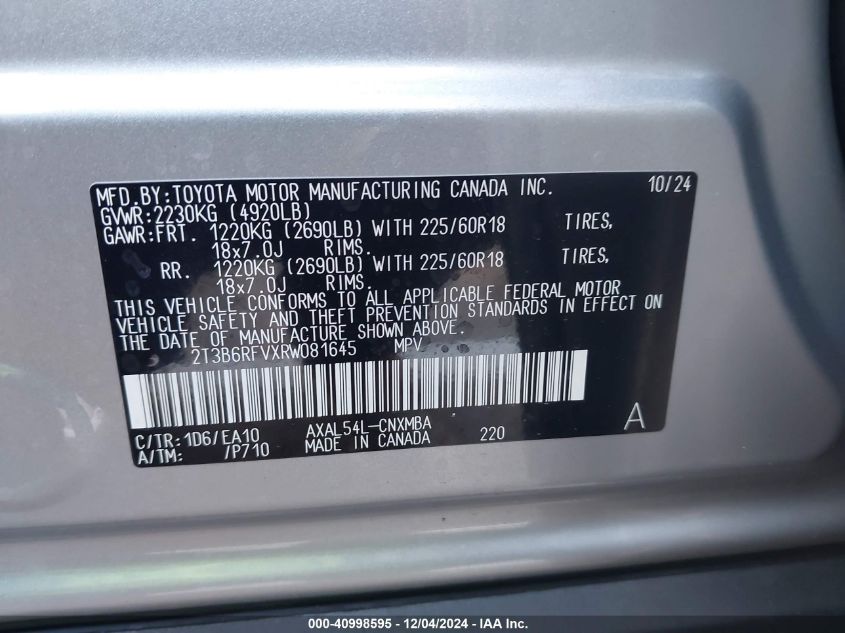 MFD.BY:TOYOTA MOTOR MANUFACTURING CANADA INC. 10/24
GVWR:2230KG (4920LB)
GAWR:FRT. 1220KG (2690LB) WITH 225/60R18 TIRES,
18x7.0J RIMS.
RR. 1220KG (2690LB) WITH 225/60R18 TIRES,
18x7.0J RIMS.
THIS VEHICLE CONFORMS TO ALL APPLICABLE FEDERAL MOTOR
VEHICLE SAFETY AND THEFT PREVENTION STANDARDS IN EFFECT ON
THE DATE OF MANUFACTURE SHOWN ABOVE.
2T3B6RFVXRW081645 MPV
C/TR:1D6/EA10 AXAL54L-CNXMBA 220 A
A/TM: /P710 MADE IN CANADA
000-40998595 - 12/04/2024 - IAA Inc.